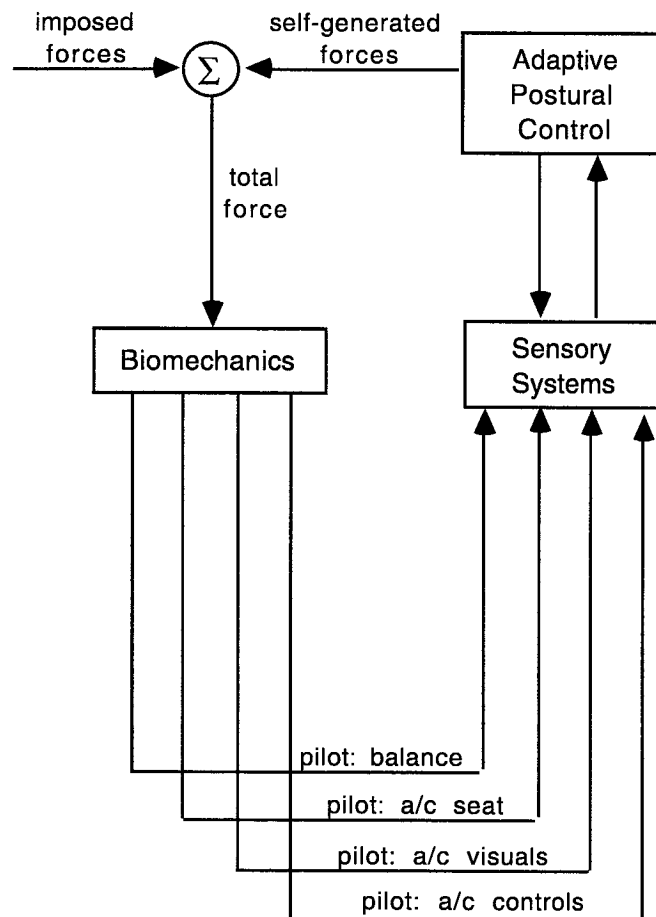 imposed
forces
self-generated
forces
Σ
Adaptive
Postural
Control
total
force
Biomechanics
Sensory
Systems
pilot: balance
pilot: a/c seat
pilot: a/c visuals
pilot: a/c controls